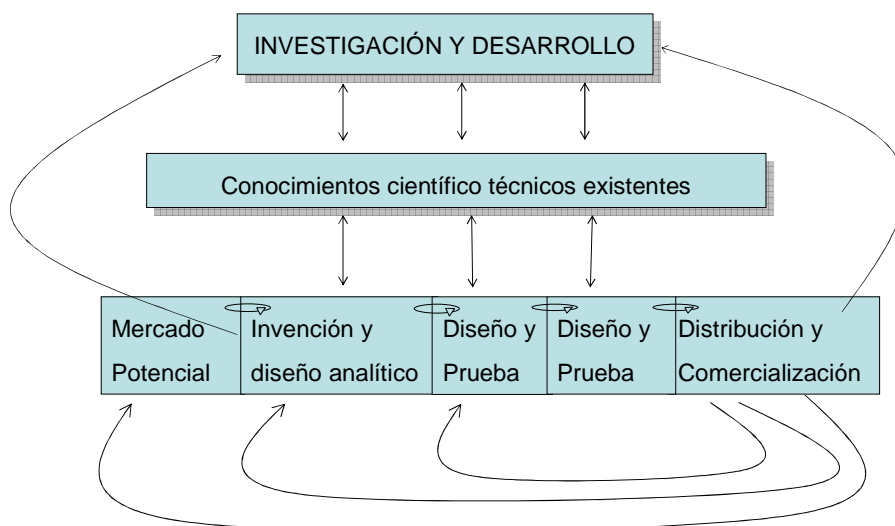 INVESTIGACIÓN Y DESARROLLO
Conocimientos científico técnicos existentes
Mercado
Potencial
Invención y
diseño analítico
Diseño y
Prueba
Diseño y
Prueba
Distribución y
Comercialización